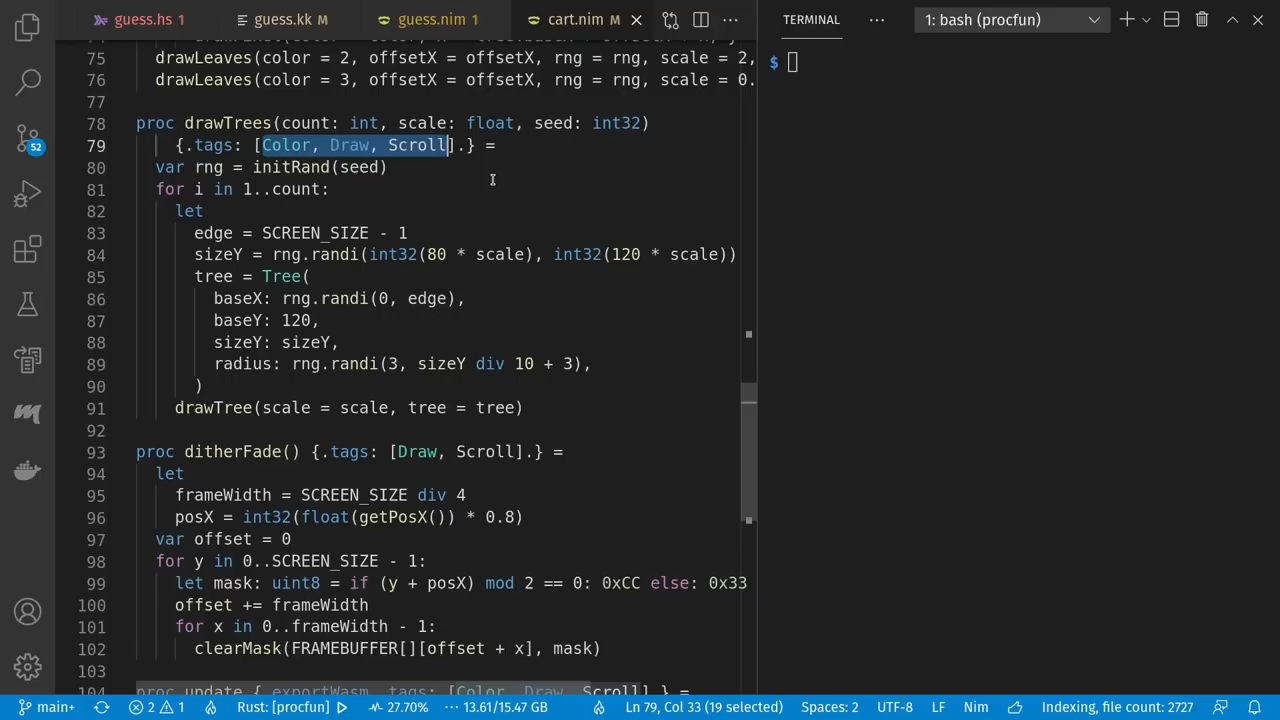 guess.hs 1
guess.kk M
guess.nim 1
cart.nim M
TERMINAL
1: bash (procfun)
75 drawLeaves(color = 2, offsetX = offsetX, rng = rng, scale = 2,
76 drawLeaves(color = 3, offsetX = offsetX, rng = rng, scale = 0.
77
78 proc drawTrees(count: int, scale: float, seed: int32)
79 {.tags: [Color, Draw, Scroll].} =
80 var rng = initRand(seed)
81 for i in 1..count:
82 let
83 edge = SCREEN_SIZE - 1
84 sizeY = rng.randi(int32(80 * scale), int32(120 * scale))
85 tree = Tree(
86 baseX: rng.randi(0, edge),
87 baseY: 120,
88 sizeY: sizeY,
89 radius: rng.randi(3, sizeY div 10 + 3),
90 )
91 drawTree(scale = scale, tree = tree)
92
93 proc ditherFade() {.tags: [Draw, Scroll].} =
94 let
95 frameWidth = SCREEN_SIZE div 4
96 posX = int32(float(getPosX()) * 0.8)
97 var offset = 0
98 for y in 0..SCREEN_SIZE - 1:
99 let mask: uint8 = if (y + posX) mod 2 == 0: 0xCC else: 0x33
100 offset += frameWidth
101 for x in 0..frameWidth - 1:
102 clearMask(FRAMEBUFFER[][offset + x], mask)
103
104 proc update {.exportWasm, tags: [Color, Draw, Scroll].} =
$
52
main+
2 1
Rust: [procfun]
27.70%
13.61/15.47 GB
Ln 79, Col 33 (19 selected)
Spaces: 2
UTF-8
LF
Nim
Indexing, file count: 2727